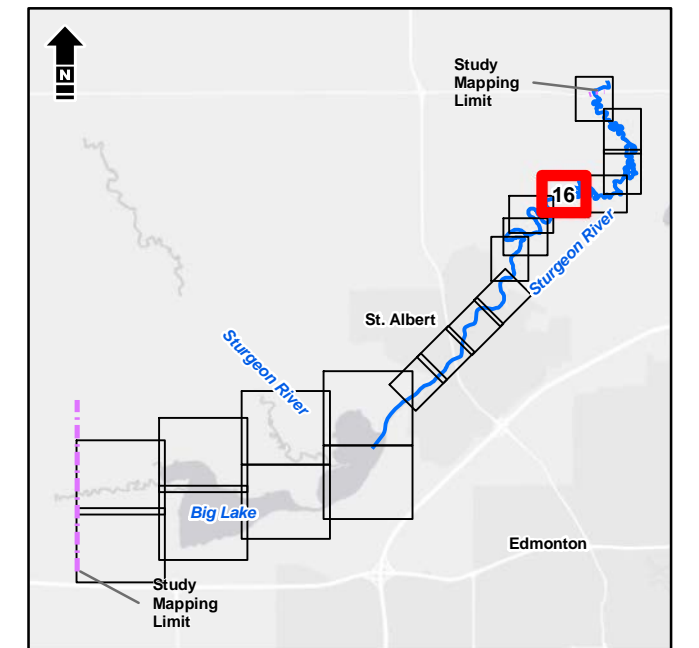 N
Study
Mapping
Limit
16
Sturgeon River
St. Albert
Sturgeon River
Big Lake
Edmonton
Study
Mapping
Limit